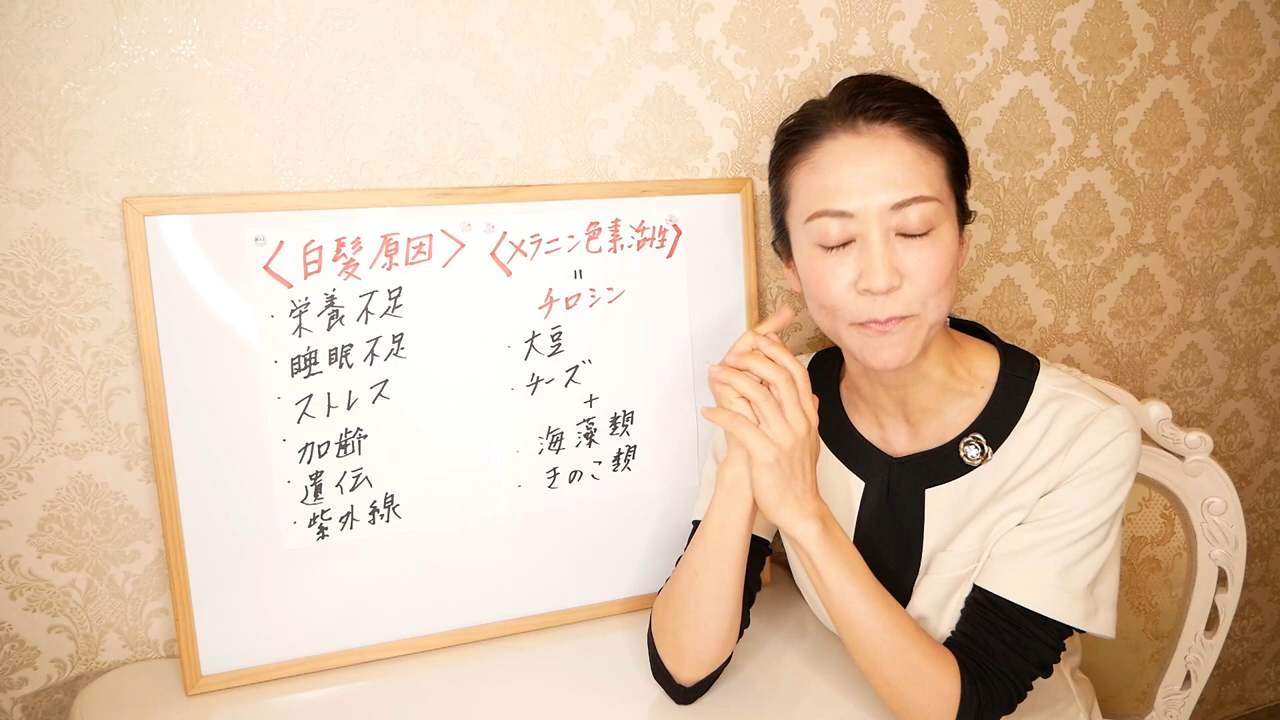 〈白髪原因〉
・栄養不足
・睡眠不足
・ストレス
・加齢
・遺伝
・紫外線
〈メラニン色素活性〉
=
チロシン
・大豆
・チーズ
+
・海藻類
・きのこ類